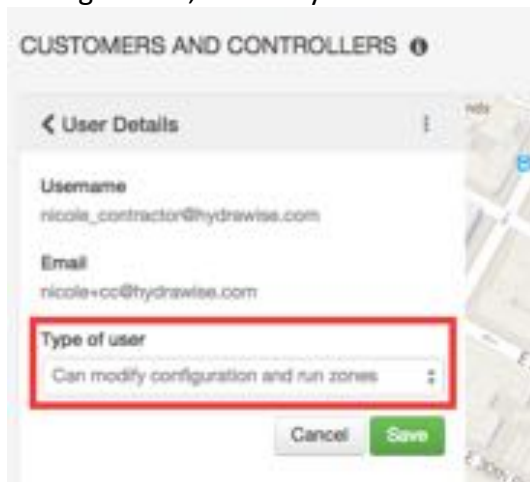 CUSTOMERS AND CONTROLLERS
User Details
Username
nicole_contractor@hydrawise.com
Email
nicole+cc@hydrawise.com
Type of user
Can modify configuration and run zones
Cancel Save